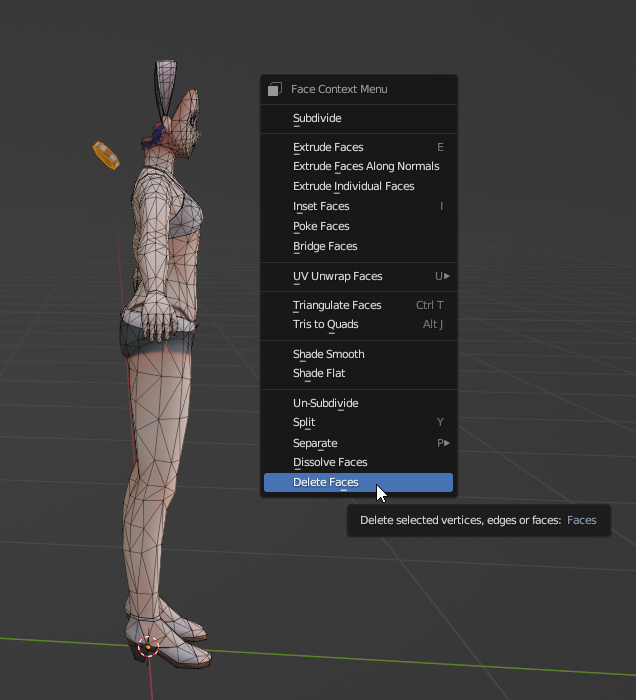 Face Context Menu
Subdivide
Extrude Faces E
Extrude Faces Along Normals
Extrude Individual Faces
Inset Faces I
Poke Faces
Bridge Faces
UV Unwrap Faces U
Triangulate Faces Ctrl T
Tris to Quads Alt J
Shade Smooth
Shade Flat
Un-Subdivide
Split Y
Separate P
Dissolve Faces
Delete Faces
Delete selected vertices, edges or faces: Faces